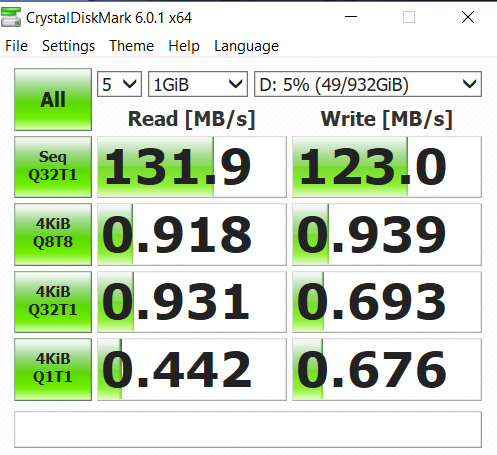 CrystalDiskMark 6.0.1 x64
File Settings Theme Help Language
All 5 1GiB D: 5% (49/932GiB)
Read [MB/s] Write [MB/s]
Seq
Q32T1 131.9 123.0
4KiB
Q8T8 0.918 0.939
4KiB
Q32T1 0.931 0.693
4KiB
Q1T1 0.442 0.676